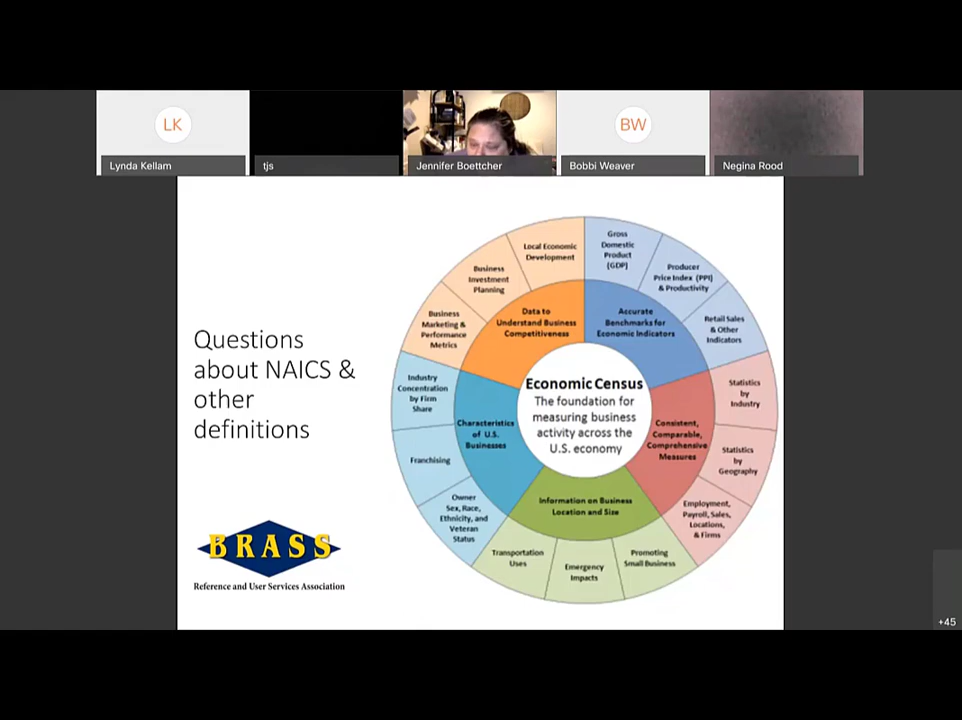 LK
BW
Lynda Kellam
tjs
Jennifer Boettcher
Bobbi Weaver
Negina Rood
Questions
about NAICS &
other
definitions
BRASS
Reference and User Services Association
Economic Census
The foundation for
measuring business
activity across the
U.S. economy
Data to
Understand Business
Competitiveness
Accurate
Benchmarks for
Economic Indicators
Consistent,
Comparable,
Comprehensive
Measures
Information on Business
Location and Size
Characteristics
of U.S.
Businesses
Local Economic
Development
Gross
Domestic
Product
(GDP)
Producer
Price Index (PPI)
& Productivity
Retail Sales
& Other
Indicators
Statistics
by
Industry
Statistics
by
Geography
Employment,
Payroll, Sales,
Locations,
& Firms
Promoting
Small Business
Emergency
Impacts
Transportation
Uses
Owner
Sex, Race,
Ethnicity, and
Veteran
Status
Franchising
Industry
Concentration
by Firm
Share
Business
Marketing &
Performance
Metrics
Business
Investment
Planning
+45